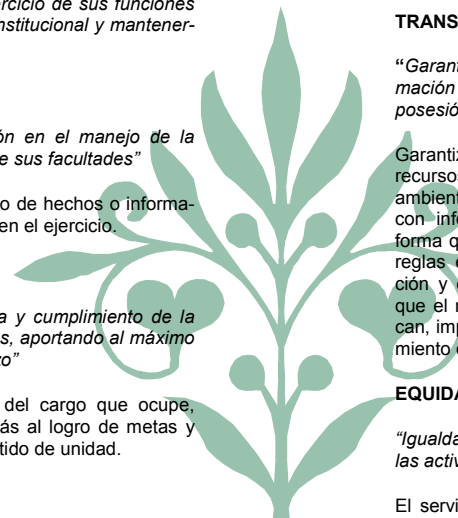 ercicio de sus funciones
nstitucional y mantener-
ón en el manejo de la
e sus facultades”
o de hechos o informa-
en el ejercicio.
a y cumplimiento de la
s, aportando al máximo
o”
del cargo que ocupe,
ás al logro de metas y
tido de unidad.
TRANS
“Garant
mación
posesió
Garantiz
recursos
ambient
con info
forma q
reglas
ción y
que el
can, imp
miento
EQUIDA
“Igualda
las activ
El servi